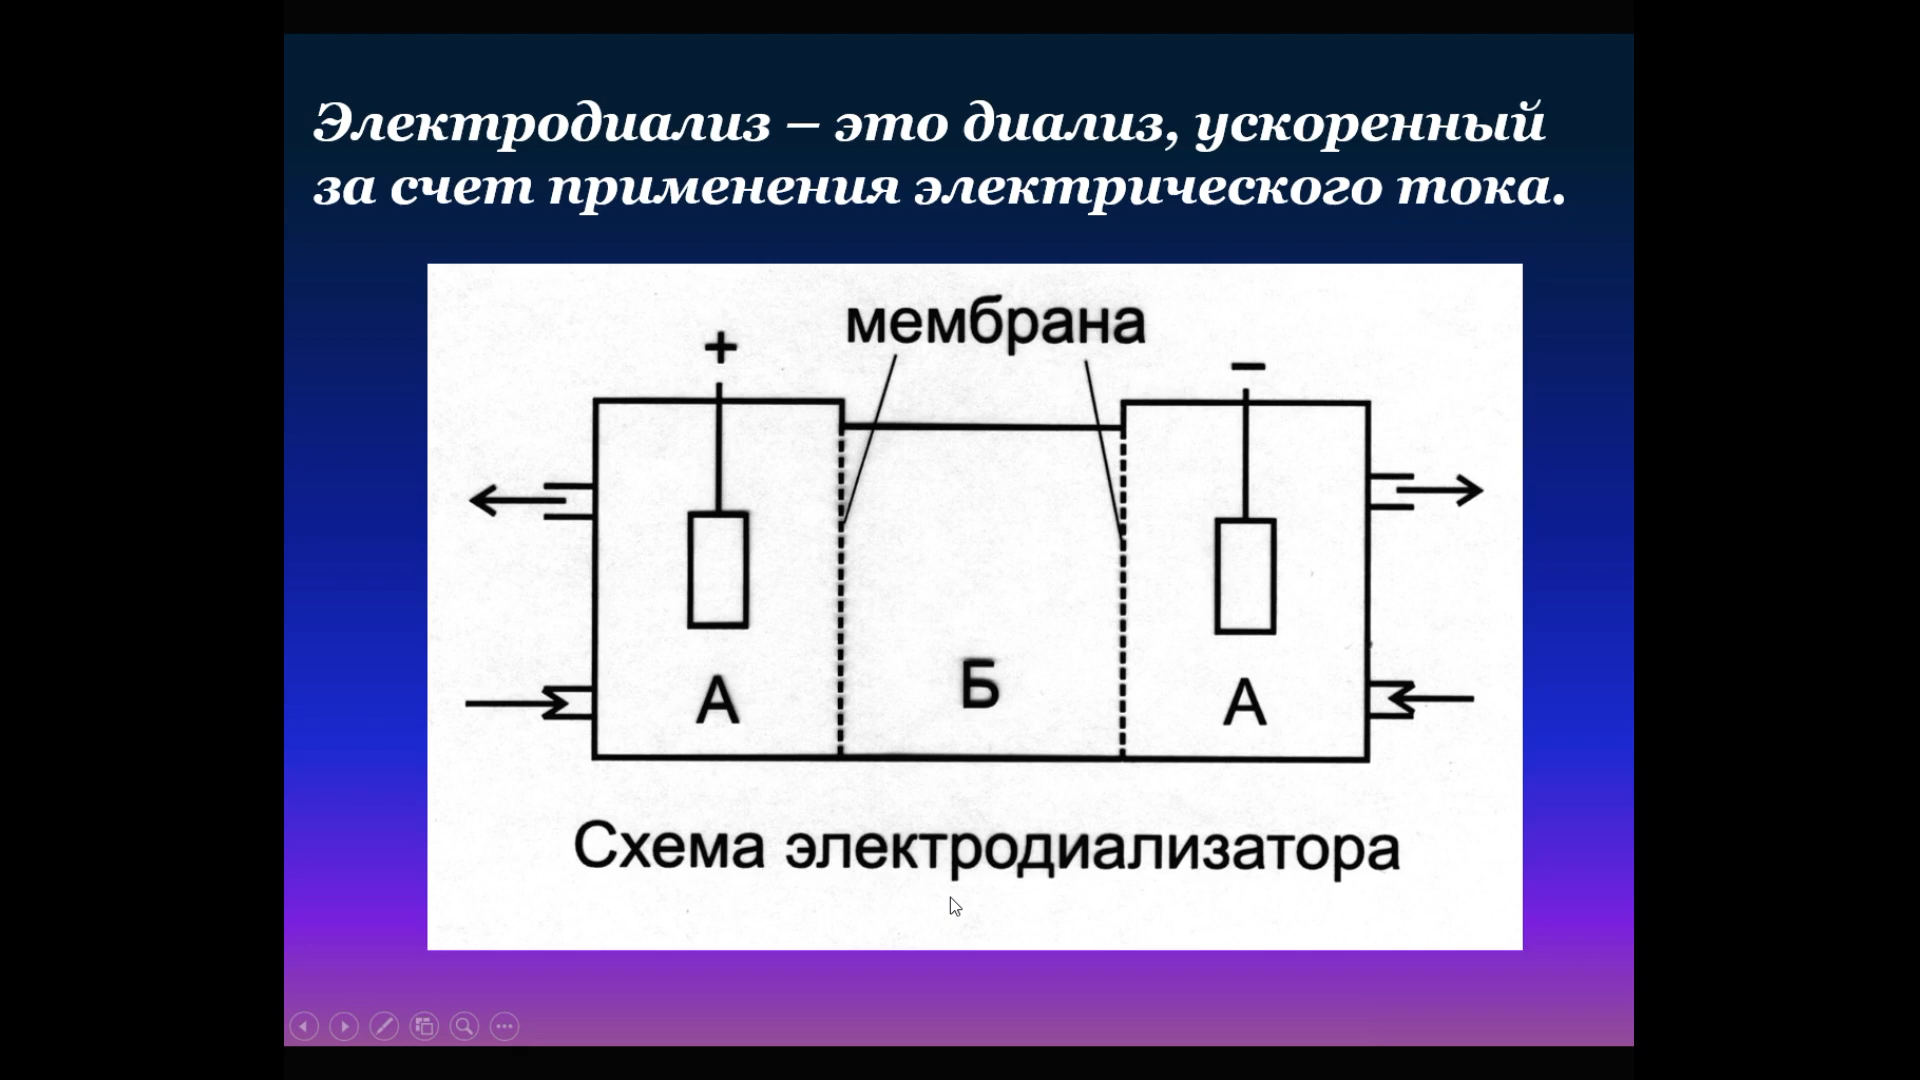 Электродиализ – это диализ, ускоренный
за счет применения электрического тока.
мембрана
+
–
А
Б
А
Схема электродиализатора